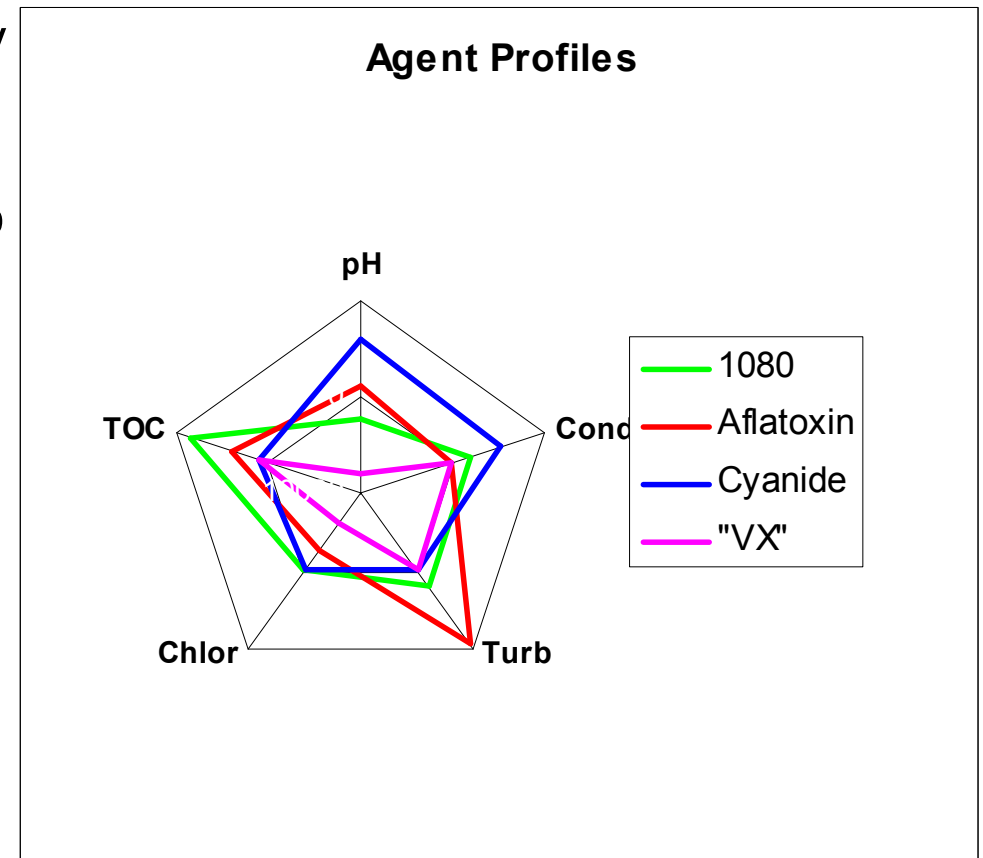 Agent Profiles
pH
TOC
Cond
1080
Aflatoxin
Cyanide
"VX"
Chlor
Turb